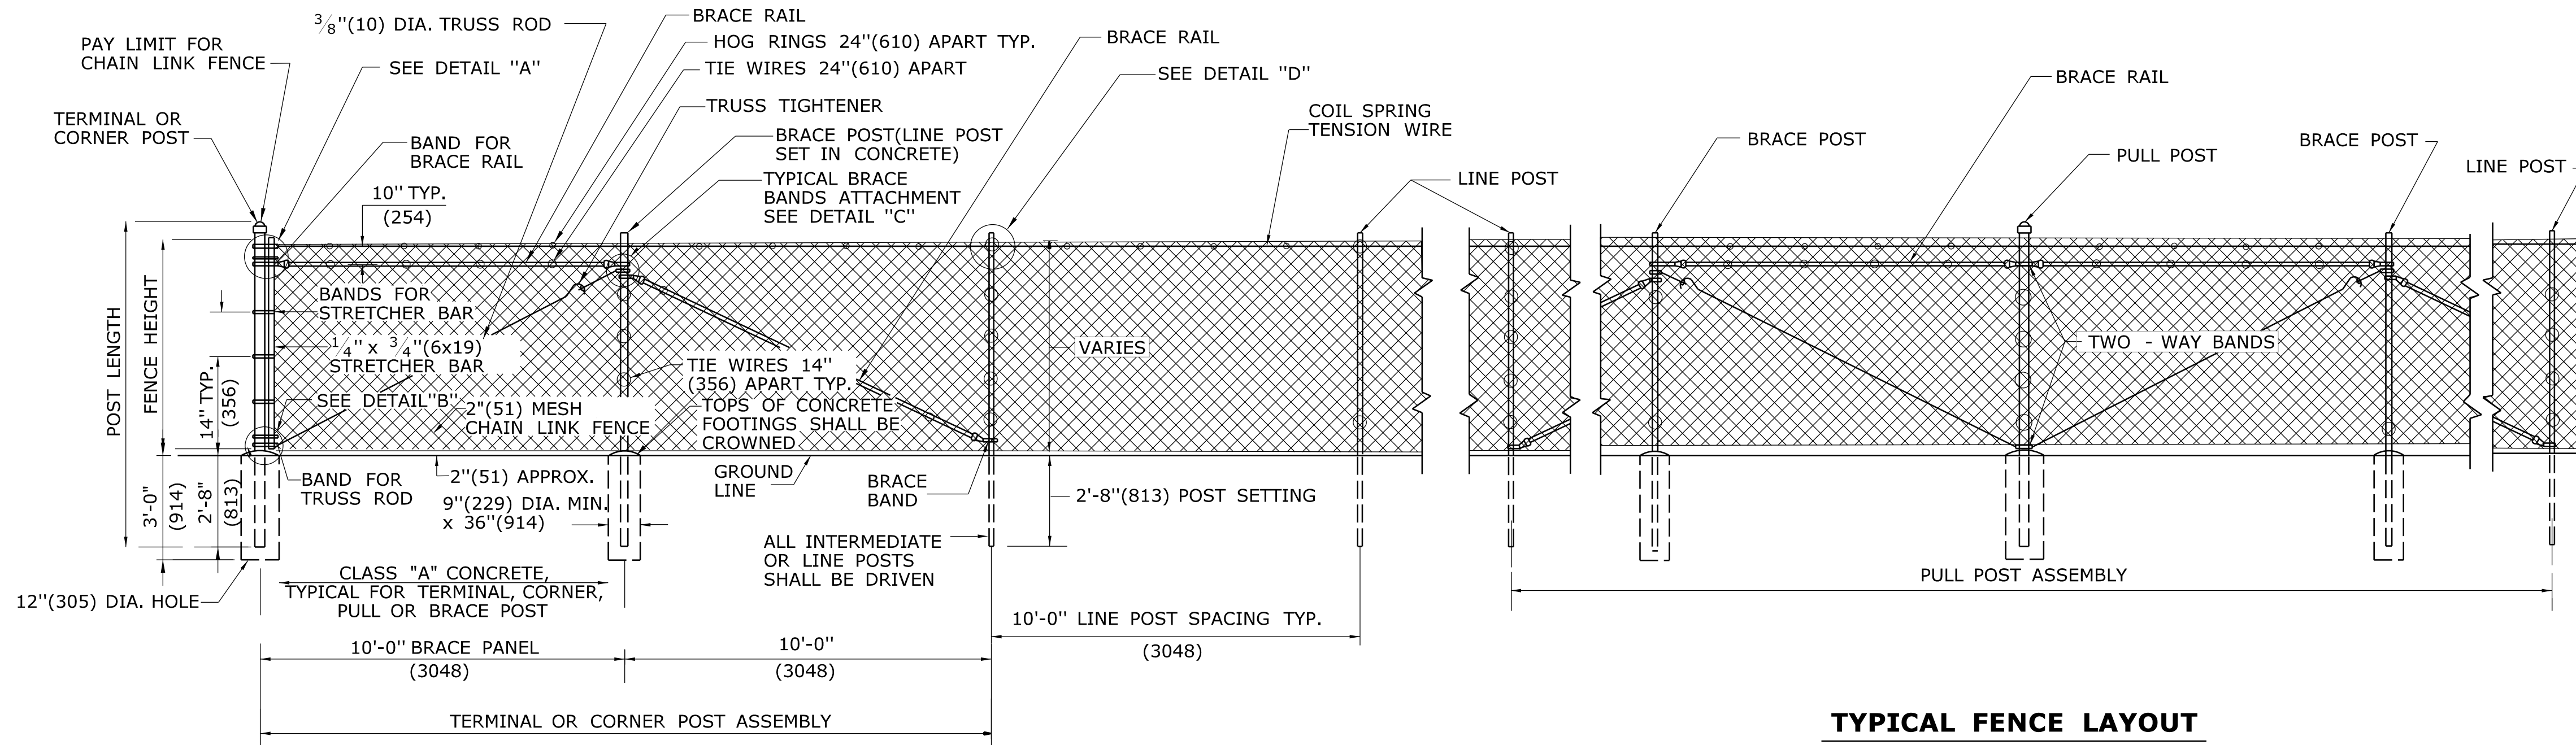 3/8"(10) DIA. TRUSS ROD
PAY LIMIT FOR
CHAIN LINK FENCE
SEE DETAIL "A"
TERMINAL OR
CORNER POST
BAND FOR
BRACE RAIL
10" TYP.
(254)
BRACE RAIL
HOG RINGS 24"(610) APART TYP.
TIE WIRES 24"(610) APART
TRUSS TIGHTENER
BRACE POST(LINE POST
SET IN CONCRETE)
TYPICAL BRACE
BANDS ATTACHMENT
SEE DETAIL "C"
BRACE RAIL
SEE DETAIL "D"
COIL SPRING
TENSION WIRE
LINE POST
BRACE POST
BRACE RAIL
PULL POST
BRACE POST
LINE POST
POST LENGTH
FENCE HEIGHT
14" TYP.
(356)
BANDS FOR
STRETCHER BAR
1/4" x 3/4"(6x19)
STRETCHER BAR
SEE DETAIL"B"
2"(51) MESH
CHAIN LINK FENCE
TIE WIRES 14"
(356) APART TYP.
TOPS OF CONCRETE
FOOTINGS SHALL BE
CROWNED
VARIES
TWO - WAY BANDS
3'-0"
(914)
2'-8"
(813)
BAND FOR
TRUSS ROD
2"(51) APPROX.
9"(229) DIA. MIN.
x 36"(914)
GROUND
LINE
BRACE
BAND
2'-8"(813) POST SETTING
ALL INTERMEDIATE
OR LINE POSTS
SHALL BE DRIVEN
12"(305) DIA. HOLE
CLASS "A" CONCRETE,
TYPICAL FOR TERMINAL, CORNER,
PULL OR BRACE POST
PULL POST ASSEMBLY
10'-0" LINE POST SPACING TYP.
(3048)
10'-0" BRACE PANEL
(3048)
10'-0"
(3048)
TERMINAL OR CORNER POST ASSEMBLY
TYPICAL FENCE LAYOUT